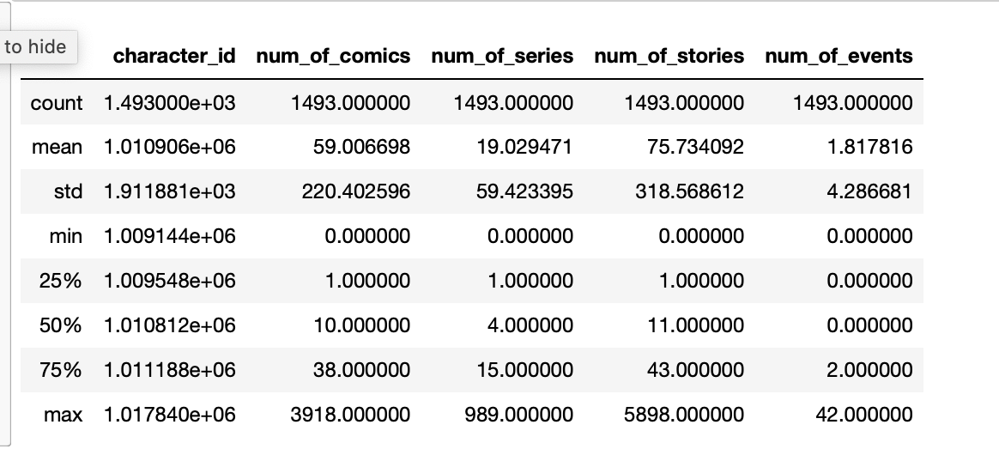 to hide
character_id num_of_comics num_of_series num_of_stories num_of_events
count 1.493000e+03 1493.000000 1493.000000 1493.000000 1493.000000
mean 1.010906e+06 59.006698 19.029471 75.734092 1.817816
std 1.911881e+03 220.402596 59.423395 318.568612 4.286681
min 1.009144e+06 0.000000 0.000000 0.000000 0.000000
25% 1.009548e+06 1.000000 1.000000 1.000000 0.000000
50% 1.010812e+06 10.000000 4.000000 11.000000 0.000000
75% 1.011188e+06 38.000000 15.000000 43.000000 2.000000
max 1.017840e+06 3918.000000 989.000000 5898.000000 42.000000